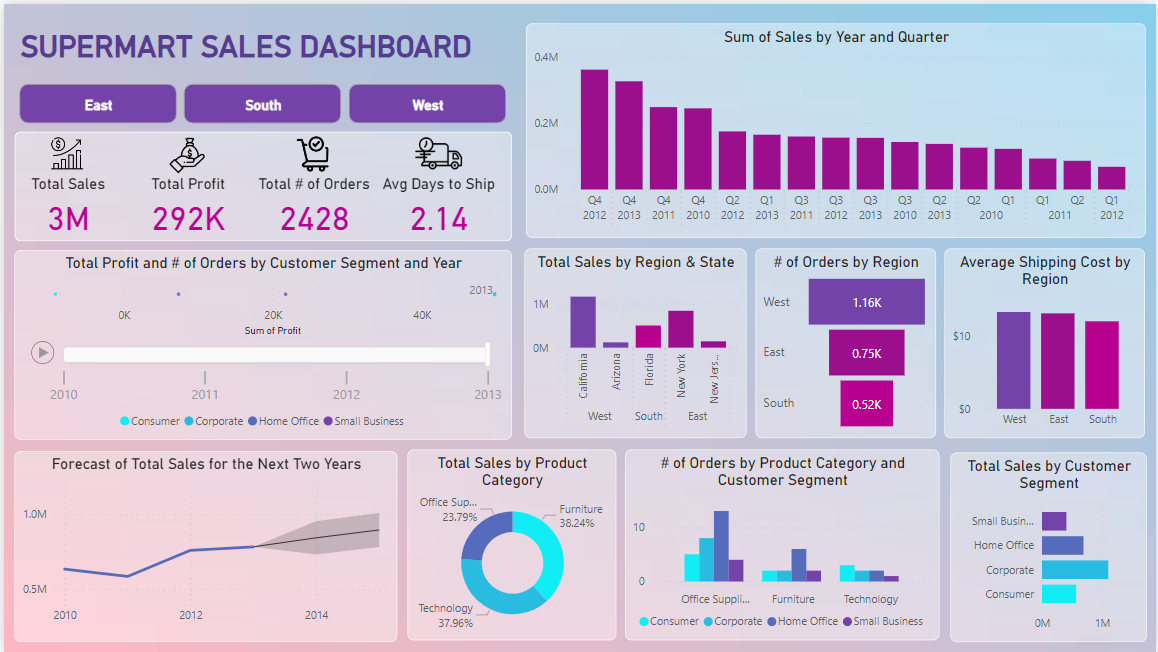 SUPERMART SALES DASHBOARD
East
South
West
Total Sales
3M
Total Profit
292K
Total # of Orders
2428
Avg Days to Ship
2.14
Sum of Sales by Year and Quarter
0.4M
0.2M
0.0M
Q4 Q4 Q4 Q4 Q2 Q1 Q3 Q3 Q3 Q3 Q2 Q2 Q1 Q1 Q2 Q1
2012 2013 2011 2010 2012 2013 2011 2012 2013 2010 2013 2010 2011 2012
Total Profit and # of Orders by Customer Segment and Year
2013
0K 20K 40K
Sum of Profit
2010 2011 2012 2013
Consumer Corporate Home Office Small Business
Total Sales by Region & State
1M
0M
California Arizona Florida New York New Jers...
West South East
# of Orders by Region
West 1.16K
East 0.75K
South 0.52K
Average Shipping Cost by
Region
$10
$0
West East South
Forecast of Total Sales for the Next Two Years
1.0M
0.5M
2010 2012 2014
Total Sales by Product
Category
Office Sup...
23.79%
Furniture
38.24%
Technology
37.96%
# of Orders by Product Category and
Customer Segment
10
0
Office Suppli... Furniture Technology
Consumer Corporate Home Office Small Business
Total Sales by Customer
Segment
Small Busin...
Home Office
Corporate
Consumer
0M 1M